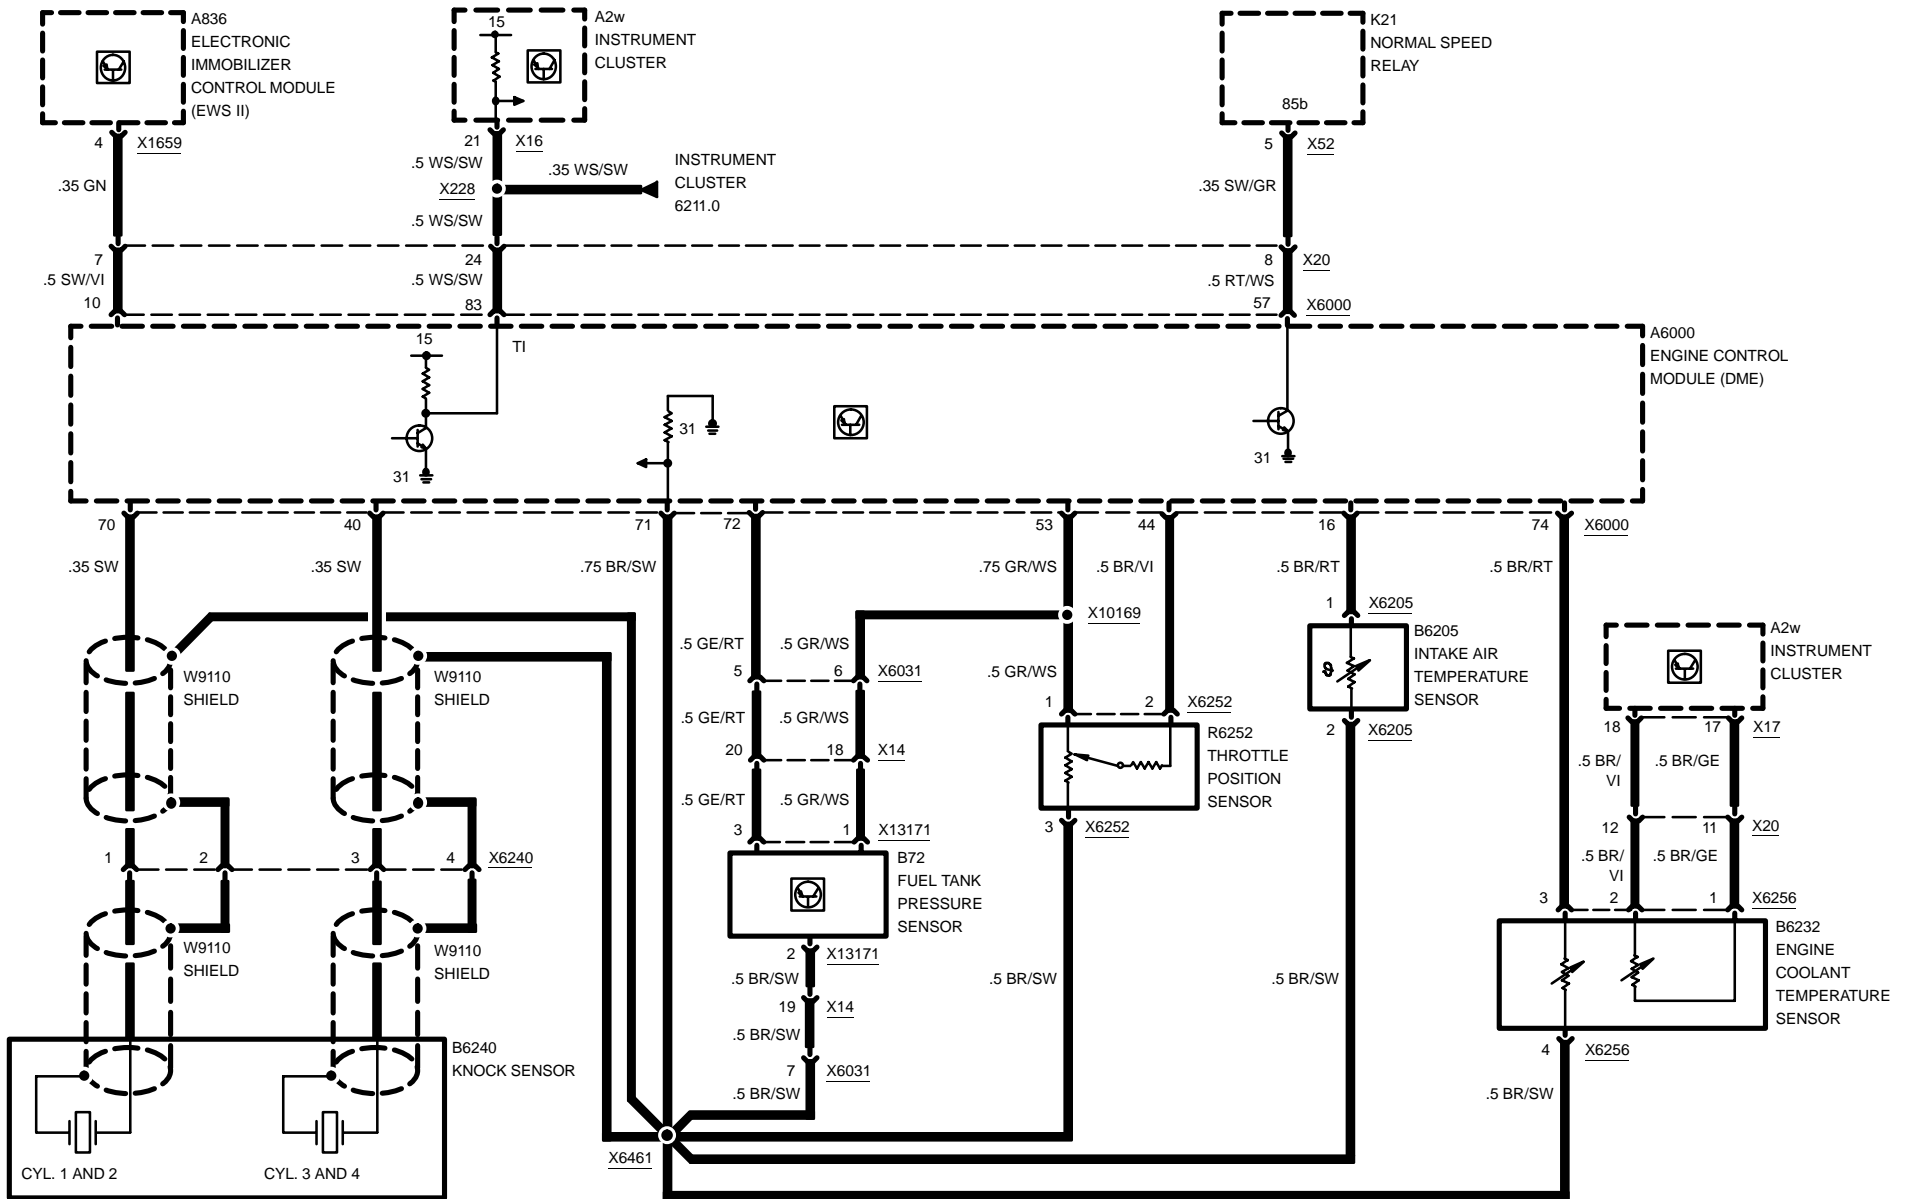 A836
ELECTRONIC
IMMOBILIZER
CONTROL MODULE
(EWS II)
15
A2w
INSTRUMENT
CLUSTER
K21
NORMAL SPEED
RELAY
85b
4 X1659
21 X16
5 X52
.5 WS/SW
.35 WS/SW
INSTRUMENT
CLUSTER
6211.0
.35 GN
X228
.35 SW/GR
.5 WS/SW
7
24
8 X20
.5 SW/VI
.5 WS/SW
.5 RT/WS
10
83
57 X6000
15
TI
A6000
ENGINE CONTROL
MODULE (DME)
31
31
31
70
40
71
72
53
44
16
74 X6000
.35 SW
.35 SW
.75 BR/SW
.75 GR/WS
.5 BR/VI
.5 BR/RT
.5 BR/RT
X10169
1 X6205
.5 GE/RT
.5 GR/WS
B6205
INTAKE AIR
TEMPERATURE
SENSOR
ϑ
A2w
INSTRUMENT
CLUSTER
W9110
SHIELD
W9110
SHIELD
5
6 X6031
.5 GR/WS
1
2 X6252
.5 GE/RT
.5 GR/WS
2 X6205
18
17 X17
R6252
THROTTLE
POSITION
SENSOR
20
18 X14
.5 BR/
VI
.5 BR/GE
.5 GE/RT
.5 GR/WS
3
1 X13171
3 X6252
12
11 X20
1
2
3
4 X6240
B72
FUEL TANK
PRESSURE
SENSOR
.5 BR/
VI
.5 BR/GE
3
2
1 X6256
W9110
SHIELD
W9110
SHIELD
2 X13171
B6232
ENGINE
COOLANT
TEMPERATURE
SENSOR
.5 BR/SW
.5 BR/SW
.5 BR/SW
19 X14
.5 BR/SW
B6240
KNOCK SENSOR
4 X6256
7 X6031
.5 BR/SW
.5 BR/SW
X6461
CYL. 1 AND 2
CYL. 3 AND 4